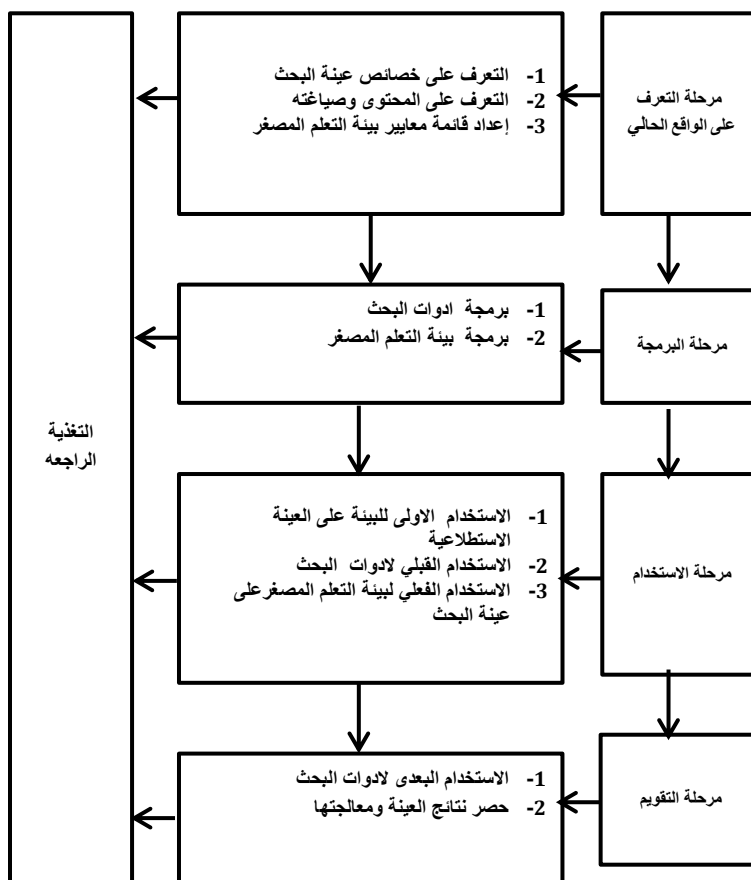 مرحلة التعرف
على الواقع الحالي
1- التعرف على خصائص عينة البحث
2- التعرف على المحتوى وصياغته
3- إعداد قائمة معايير بيئة التعلم المصغر
مرحلة البرمجة
1- برمجة ادوات البحث
2- برمجة بيئة التعلم المصغر
مرحلة الاستخدام
1- الاستخدام الاولى للبيئة على العينة
الاستطلاعية
2- الاستخدام القبلي لادوات البحث
3- الاستخدام الفعلي لبيئة التعلم المصغرعلى
عينة البحث
مرحلة التقويم
1- الاستخدام البعدى لادوات البحث
2- حصر نتائج العينة ومعالجتها
التغذية
الراجعه